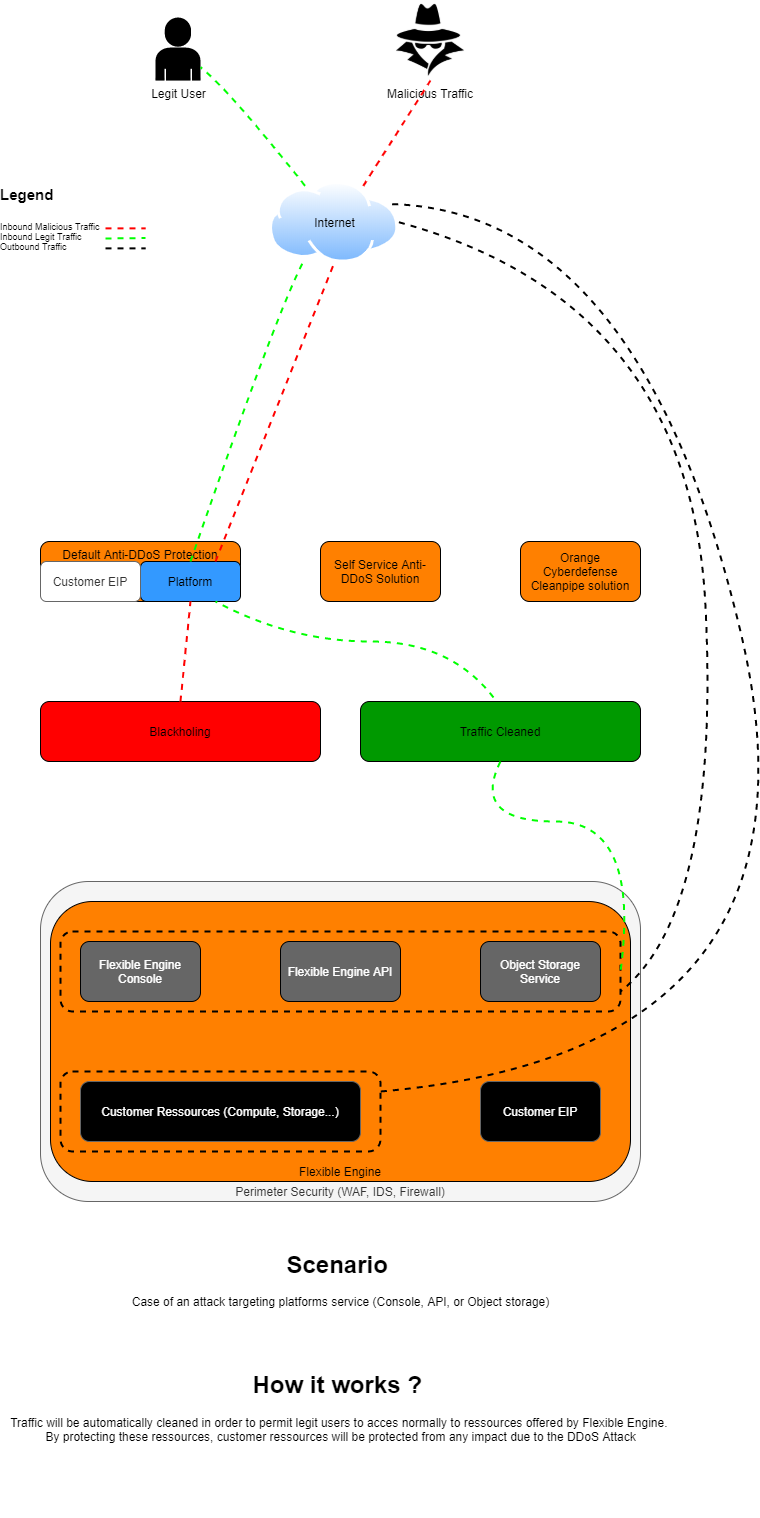 Legit User
Malicious Traffic
Legend
Internet
Inbound Malicious Traffic
Inbound Legit Traffic
Outbound Traffic
Default Anti-DDoS Protection
Customer EIP
Platform
Self Service Anti-
DDoS Solution
Orange
Cyberdefense
Cleanpipe solution
Blackholing
Traffic Cleaned
Flexible Engine
Console
Flexible Engine API
Object Storage
Service
Customer Ressources (Compute, Storage...)
Customer EIP
Flexible Engine
Perimeter Security (WAF, IDS, Firewall)
Scenario
Case of an attack targeting platforms service (Console, API, or Object storage)
How it works ?
Traffic will be automatically cleaned in order to permit legit users to acces normally to ressources offered by Flexible Engine.
By protecting these ressources, customer ressources will be protected from any impact due to the DDoS Attack